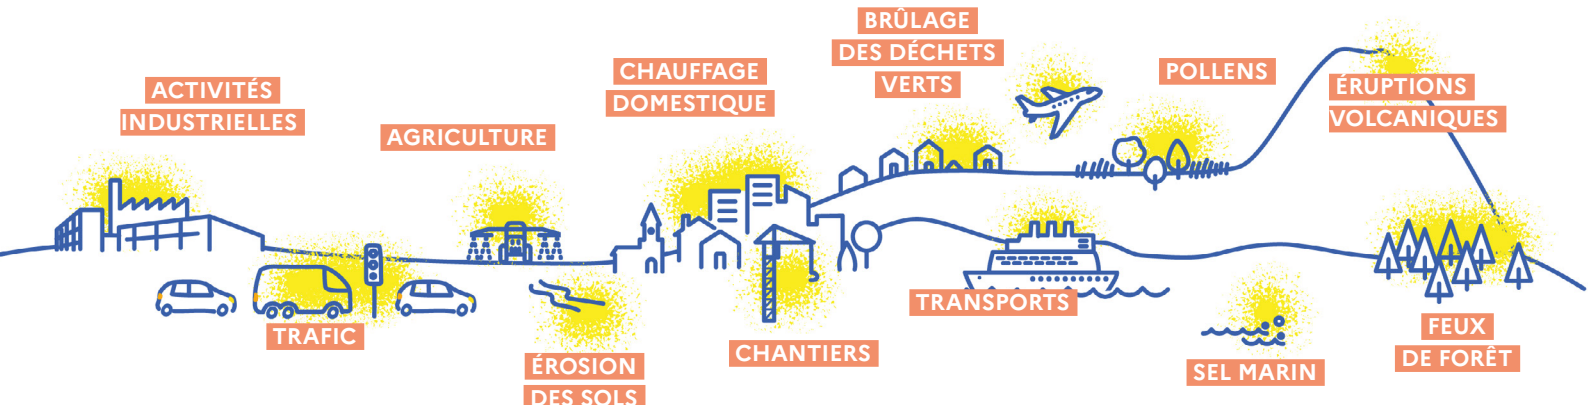 ACTIVITÉS
INDUSTRIELLES
AGRICULTURE
CHAUFFAGE
DOMESTIQUE
BRÛLAGE
DES DÉCHETS
VERTS
POLLENS
ÉRUPTIONS
VOLCANIQUES
TRAFIC
ÉROSION
DES SOLS
CHANTIERS
TRANSPORTS
SEL MARIN
FEUX
DE FORÊT